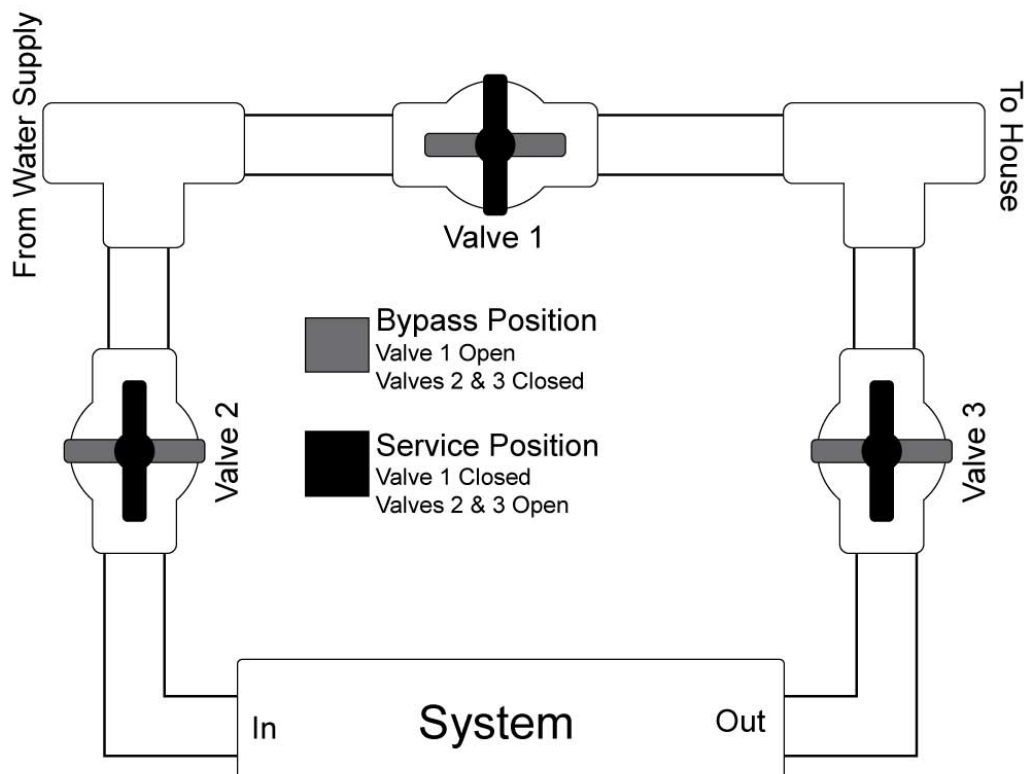 From Water Supply
To House
Valve 1
Bypass Position
Valve 1 Open
Valves 2 & 3 Closed
Valve 2
Service Position
Valve 1 Closed
Valves 2 & 3 Open
Valve 3
In
System
Out